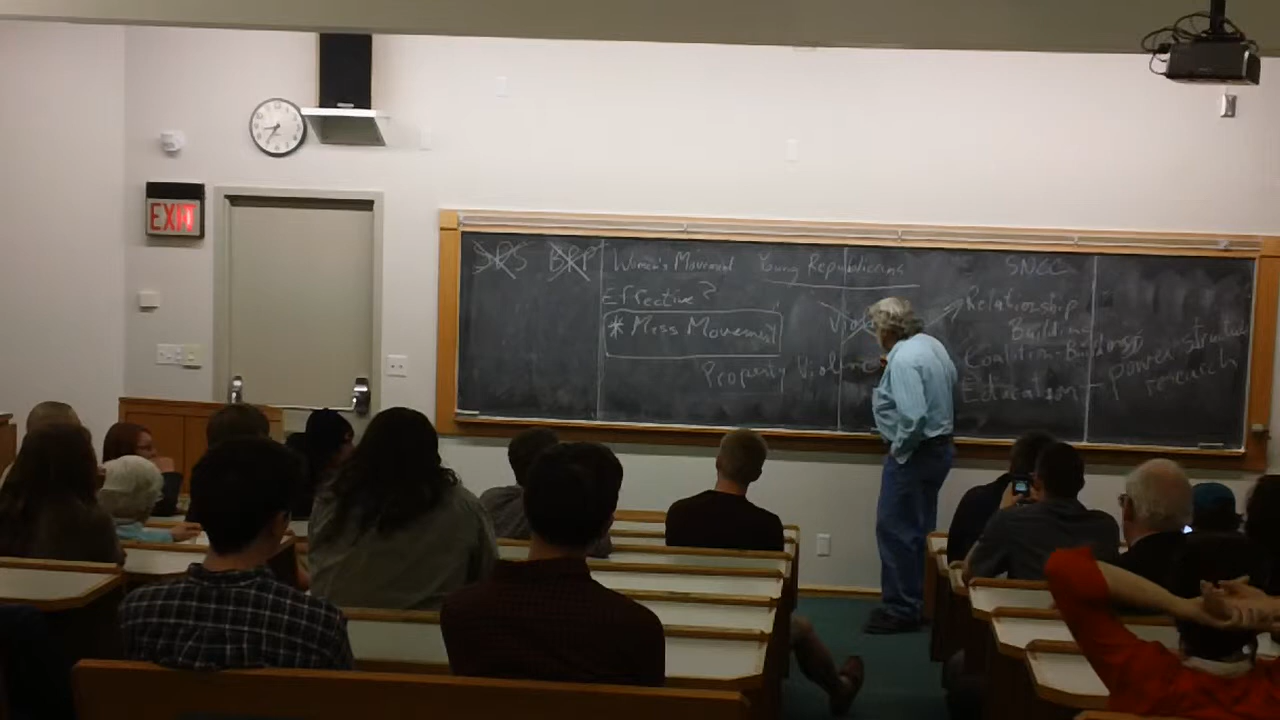 EXIT
SDS BPP Women's Movement Young Republicans SNCC
Effective?
* Mass Movement
Property Violence
Relationship
Building
Coalition-Building
Education - power structure
research